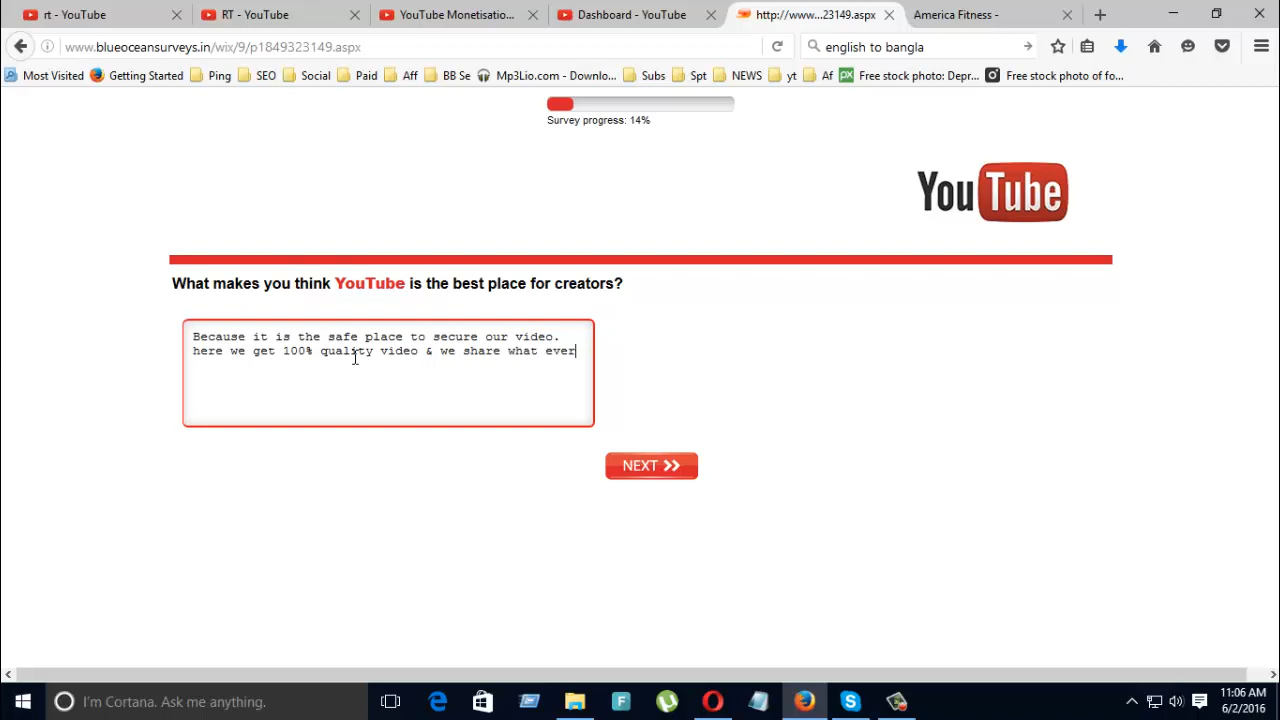 rt - YouTube
RT - YouTube
YouTube Monetisatio...
Dashboard - YouTube
http://www...23149.aspx
America Fitness -
www.blueoceansurveys.in/wix/9/p1849323149.aspx
english to bangla
Most Visited
Getting Started
Ping
SEO
Social
Paid
Aff
BB Se
Mp3Lio.com - Downlo...
Subs
Spt
NEWS
yt
Af
px
Free stock photo: Depr...
Free stock photo of fo...
Survey progress: 14%
YouTube
What makes you think YouTube is the best place for creators?
Because it is the safe place to secure our video.
here we get 100% quality video & we share what ever
NEXT
I'm Cortana. Ask me anything.
11:06 AM
6/2/2016